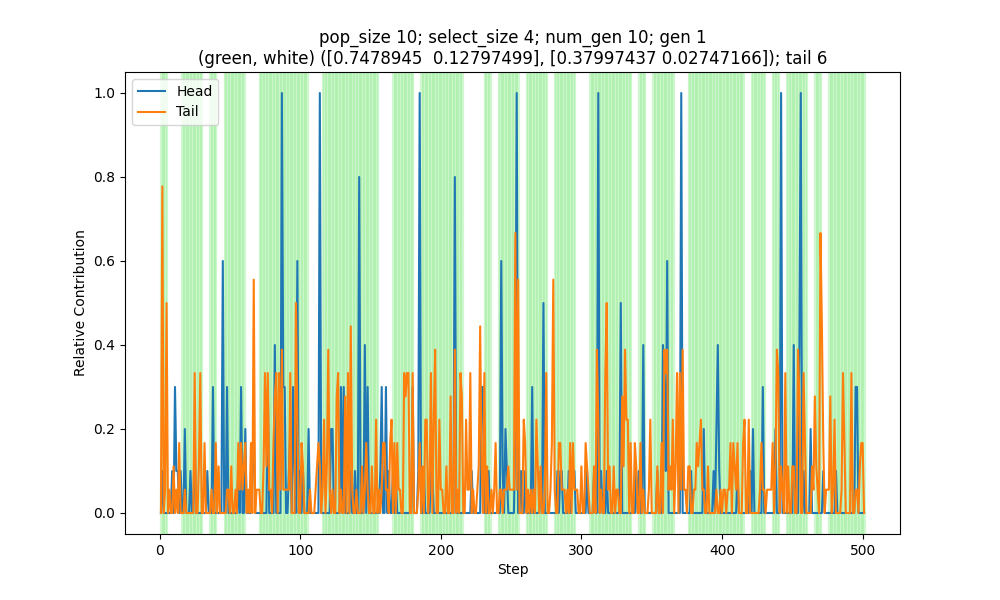 pop_size 10; select_size 4; num_gen 10; gen 1
(green, white) ([0.7478945  0.12797499], [0.37997437 0.02747166]); tail 6
Head
Tail
Relative Contribution
1.0
0.8
0.6
0.4
0.2
0.0
0
100
200
300
400
500
Step